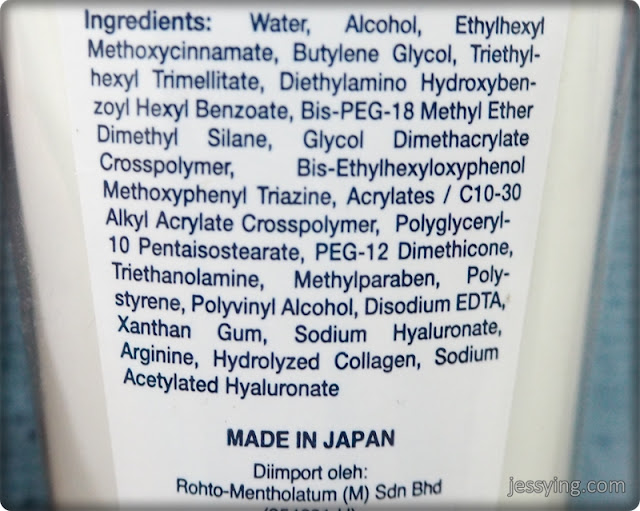 Ingredients: Water, Alcohol, Ethylhexyl
Methoxycinnamate, Butylene Glycol, Triethyl-
hexyl Trimellitate, Diethylamino Hydroxyben-
zoyl Hexyl Benzoate, Bis-PEG-18 Methyl Ether
Dimethyl Silane, Glycol Dimethacrylate
Crosspolymer, Bis-Ethylhexyloxyphenol
Methoxyphenyl Triazine, Acrylates / C10-30
Alkyl Acrylate Crosspolymer, Polyglyceryl-
10 Pentaisostearate, PEG-12 Dimethicone,
Triethanolamine, Methylparaben, Poly-
styrene, Polyvinyl Alcohol, Disodium EDTA,
Xanthan Gum, Sodium Hyaluronate,
Arginine, Hydrolyzed Collagen, Sodium
Acetylated Hyaluronate
MADE IN JAPAN
Diimport oleh:
Rohto-Mentholatum (M) Sdn Bhd
jessying.com